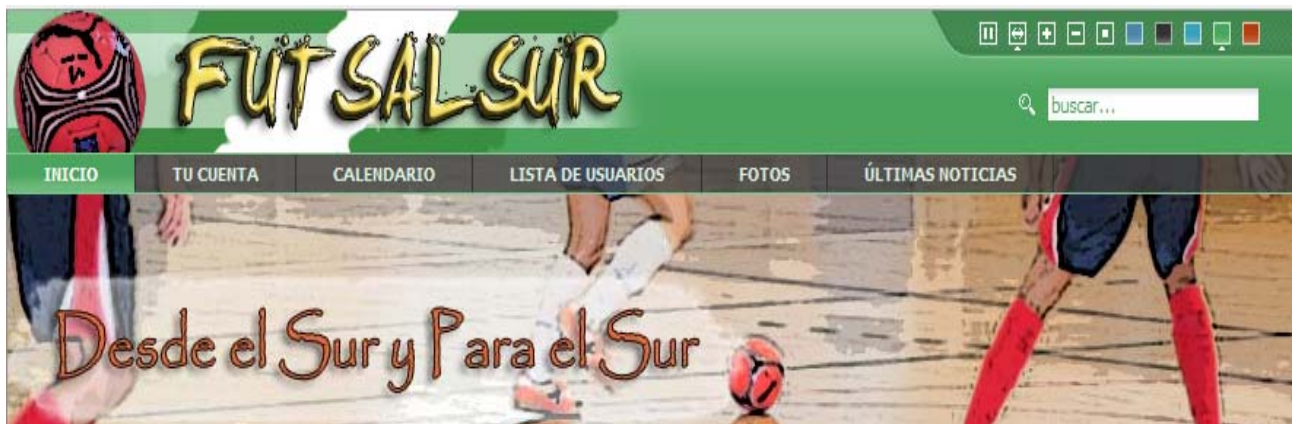 FUTSALSUR
buscar...
INICIO TU CUENTA CALENDARIO LISTA DE USUARIOS FOTOS ÚLTIMAS NOTICIAS
Desde el Sur y Para el Sur